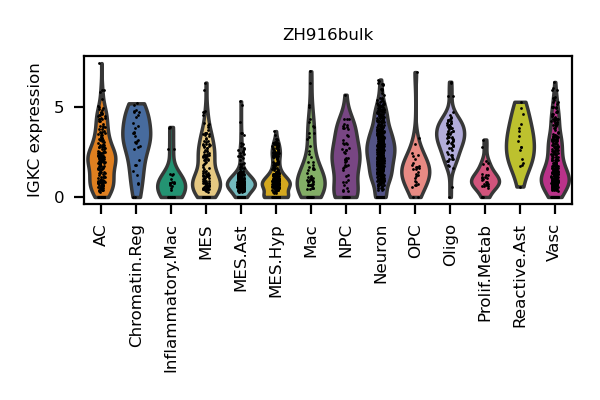 ZH916bulk
IGKC expression
5
0
AC
Chromatin.Reg
Inflammatory.Mac
MES
MES.Ast
MES.Hyp
Mac
NPC
Neuron
OPC
Oligo
Prolif.Metab
Reactive.Ast
Vasc